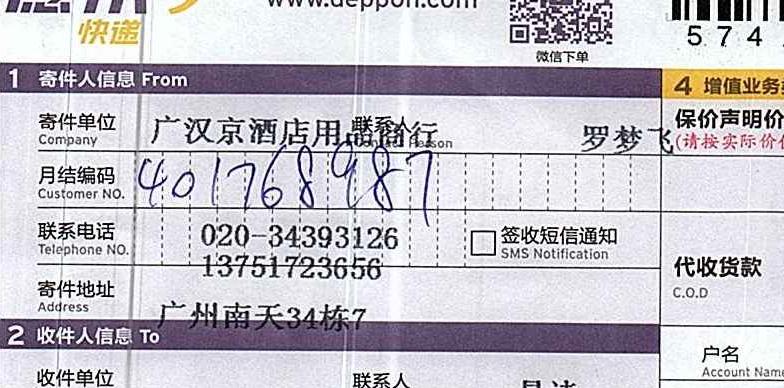 快递
www.deppon.com
微信下单
574
1 寄件人信息 From
4 增值业务
寄件单位 广汉京酒店用品商行 联系人 罗梦飞
Company
保价声明价
(请按实际价值
月结编码 401768987
Customer NO.
联系电话 020-34393126 签收短信通知
Telephone NO. 13751723656 SMS Notification
代收货款
C.O.D
寄件地址
Address 广州南天34栋7
2 收件人信息 To
户名
Account Name
收件单位 联系人